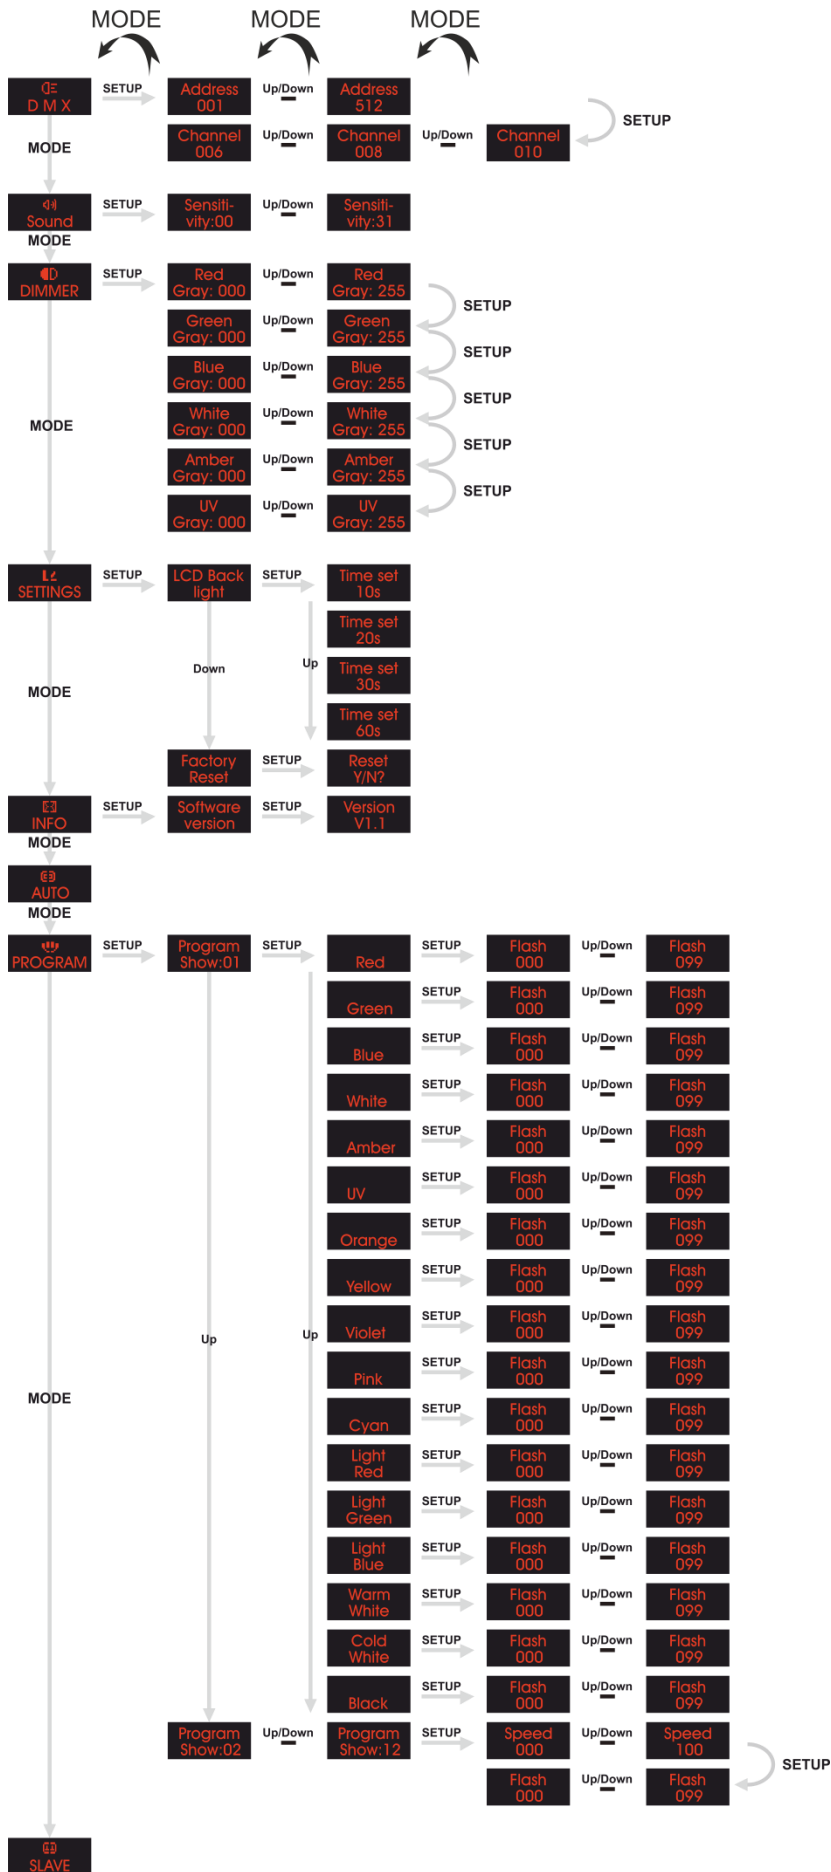 MODE MODE MODE
D M X SETUP Address 001 Up/Down Address 512
SETUP
MODE Channel 006 Up/Down Channel 008 Up/Down Channel 010
Sound SETUP Sensiti-vity:00 Up/Down Sensiti-vity:31
MODE
DIMMER SETUP Red Gray: 000 Up/Down Red Gray: 255
SETUP
Green Gray: 000 Up/Down Green Gray: 255
SETUP
Blue Gray: 000 Up/Down Blue Gray: 255
SETUP
MODE White Gray: 000 Up/Down White Gray: 255
SETUP
Amber Gray: 000 Up/Down Amber Gray: 255
SETUP
UV Gray: 000 Up/Down UV Gray: 255
SETTINGS SETUP LCD Back light SETUP Time set 10s
Time set 20s
Down Up
Time set 30s
MODE
Time set 60s
Factory Reset SETUP Reset Y/N?
INFO SETUP Software version SETUP Version V1.1
MODE
AUTO
MODE
PROGRAM SETUP Program Show:01 SETUP Red SETUP Flash 000 Up/Down Flash 099
Green SETUP Flash 000 Up/Down Flash 099
Blue SETUP Flash 000 Up/Down Flash 099
White SETUP Flash 000 Up/Down Flash 099
Amber SETUP Flash 000 Up/Down Flash 099
UV SETUP Flash 000 Up/Down Flash 099
Orange SETUP Flash 000 Up/Down Flash 099
Yellow SETUP Flash 000 Up/Down Flash 099
Up Up Violet SETUP Flash 000 Up/Down Flash 099
Pink SETUP Flash 000 Up/Down Flash 099
MODE
Cyan SETUP Flash 000 Up/Down Flash 099
Light Red SETUP Flash 000 Up/Down Flash 099
Light Green SETUP Flash 000 Up/Down Flash 099
Light Blue SETUP Flash 000 Up/Down Flash 099
Warm White SETUP Flash 000 Up/Down Flash 099
Cold White SETUP Flash 000 Up/Down Flash 099
Black SETUP Flash 000 Up/Down Flash 099
Program Show:02 Up/Down Program Show:12 SETUP Speed 000 Up/Down Speed 100
SETUP
Flash 000 Up/Down Flash 099
SLAVE